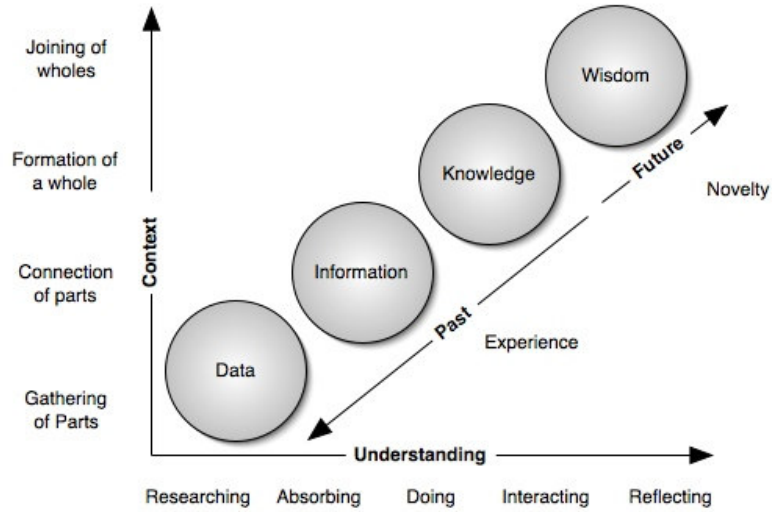 Joining of
wholes
Wisdom
Formation of
a whole
Knowledge
Future
Novelty
Context
Connection
of parts
Information
Past
Experience
Data
Gathering
of Parts
Understanding
Researching Absorbing Doing Interacting Reflecting